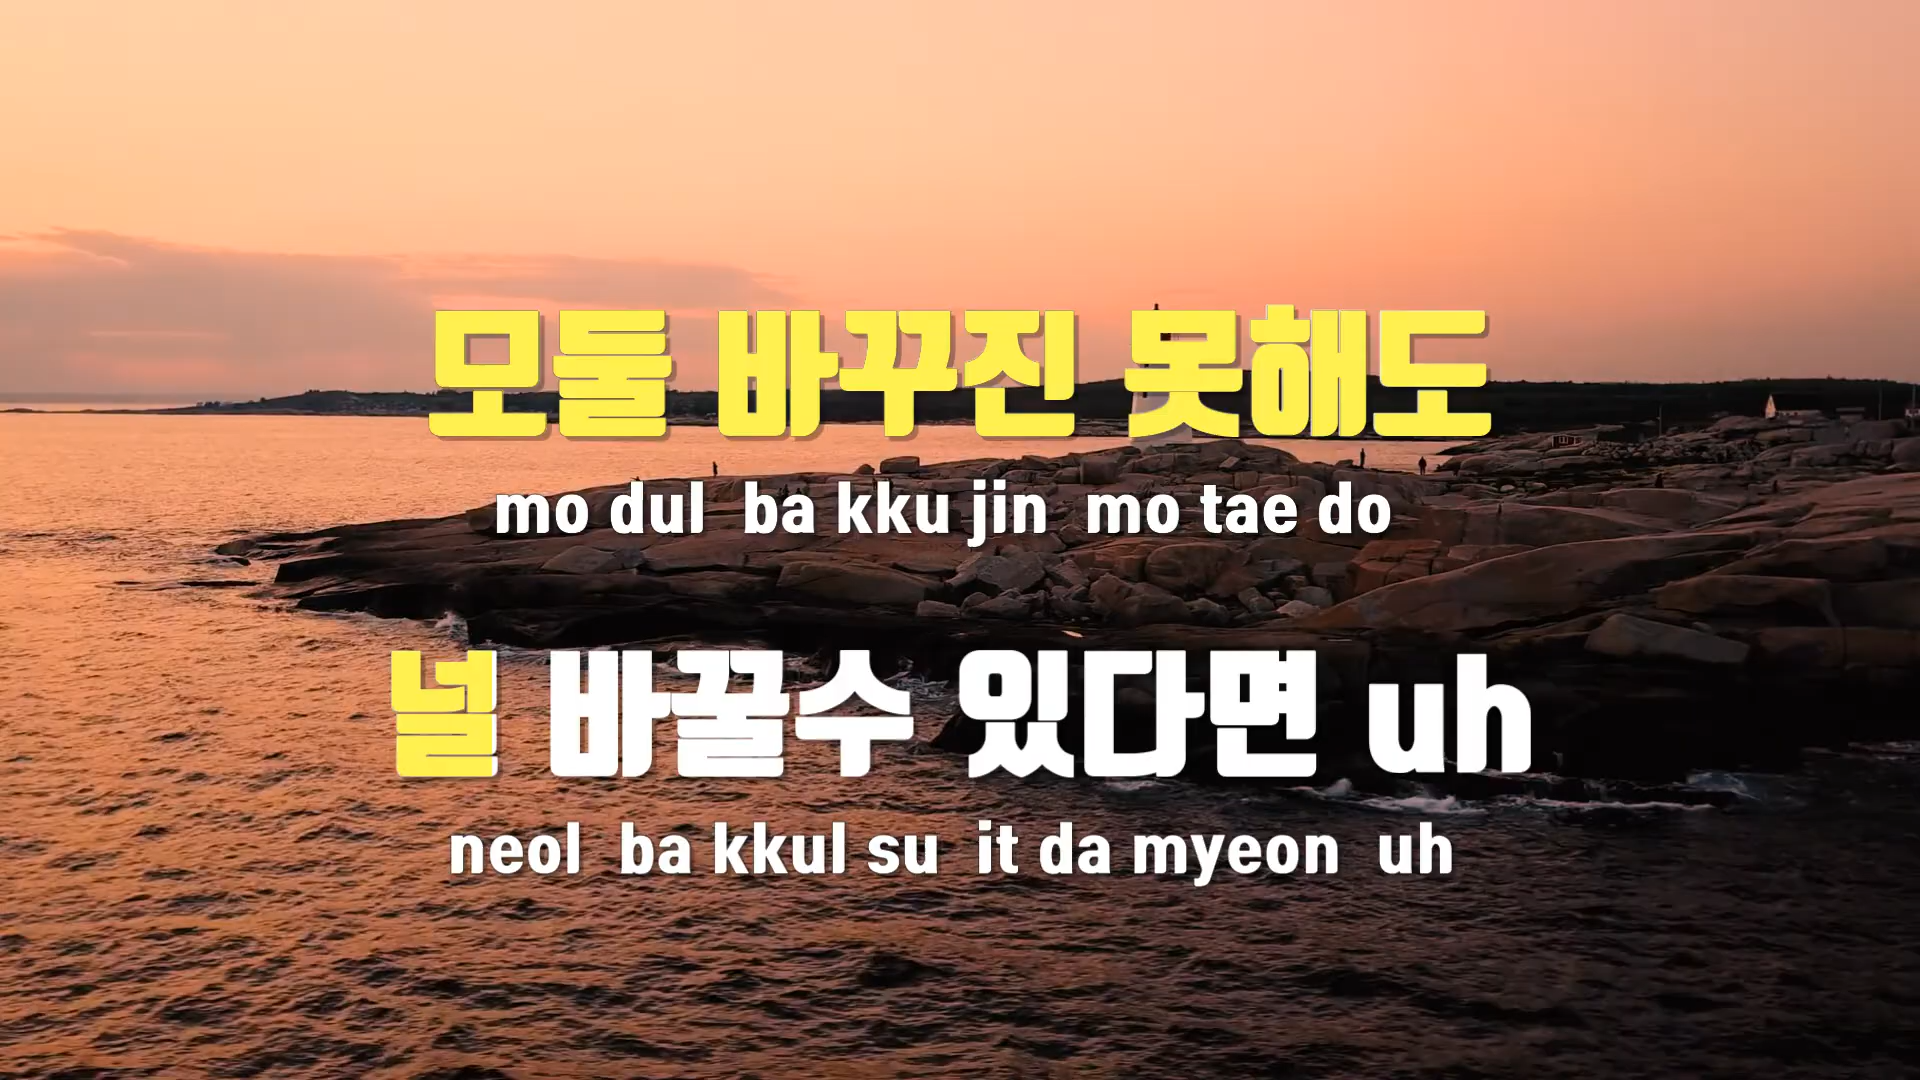 모둘 바꾸진 못해도
mo dul ba kku jin mo tae do
널 바꿀수 있다면 uh
neol ba kkul su it da myeon uh